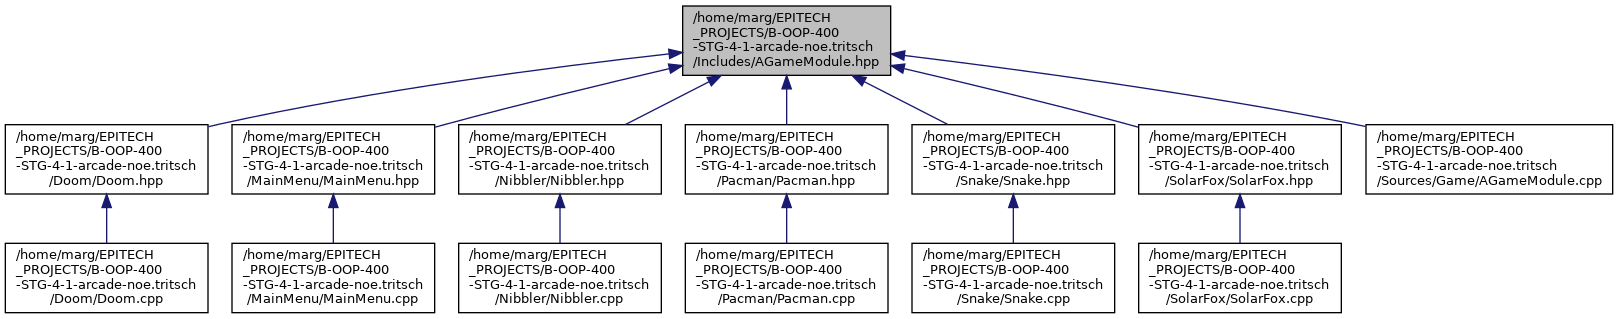 /home/marg/EPITECH
_PROJECTS/B-OOP-400
-STG-4-1-arcade-noe.tritsch
/Includes/AGameModule.hpp
/home/marg/EPITECH
_PROJECTS/B-OOP-400
-STG-4-1-arcade-noe.tritsch
/Doom/Doom.hpp
/home/marg/EPITECH
_PROJECTS/B-OOP-400
-STG-4-1-arcade-noe.tritsch
/MainMenu/MainMenu.hpp
/home/marg/EPITECH
_PROJECTS/B-OOP-400
-STG-4-1-arcade-noe.tritsch
/Nibbler/Nibbler.hpp
/home/marg/EPITECH
_PROJECTS/B-OOP-400
-STG-4-1-arcade-noe.tritsch
/Pacman/Pacman.hpp
/home/marg/EPITECH
_PROJECTS/B-OOP-400
-STG-4-1-arcade-noe.tritsch
/Snake/Snake.hpp
/home/marg/EPITECH
_PROJECTS/B-OOP-400
-STG-4-1-arcade-noe.tritsch
/SolarFox/SolarFox.hpp
/home/marg/EPITECH
_PROJECTS/B-OOP-400
-STG-4-1-arcade-noe.tritsch
/Sources/Game/AGameModule.cpp
/home/marg/EPITECH
_PROJECTS/B-OOP-400
-STG-4-1-arcade-noe.tritsch
/Doom/Doom.cpp
/home/marg/EPITECH
_PROJECTS/B-OOP-400
-STG-4-1-arcade-noe.tritsch
/MainMenu/MainMenu.cpp
/home/marg/EPITECH
_PROJECTS/B-OOP-400
-STG-4-1-arcade-noe.tritsch
/Nibbler/Nibbler.cpp
/home/marg/EPITECH
_PROJECTS/B-OOP-400
-STG-4-1-arcade-noe.tritsch
/Pacman/Pacman.cpp
/home/marg/EPITECH
_PROJECTS/B-OOP-400
-STG-4-1-arcade-noe.tritsch
/Snake/Snake.cpp
/home/marg/EPITECH
_PROJECTS/B-OOP-400
-STG-4-1-arcade-noe.tritsch
/SolarFox/SolarFox.cpp